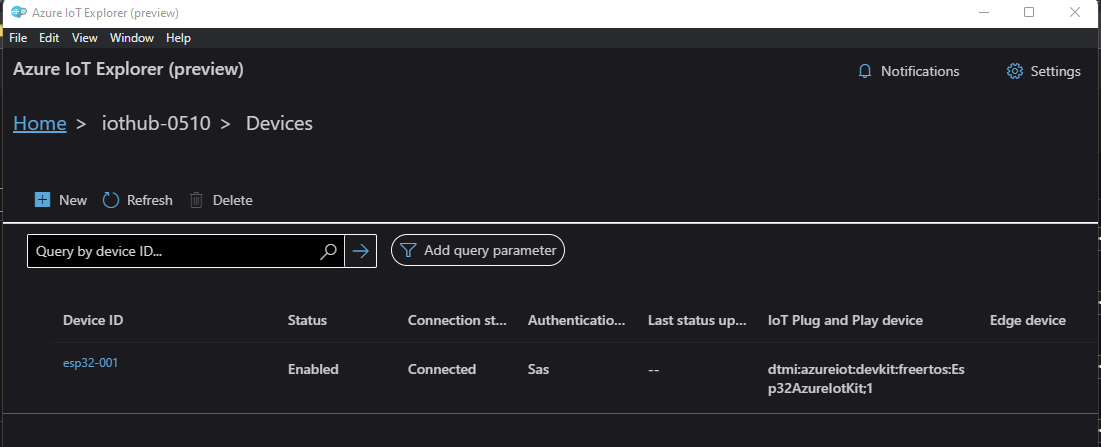 Azure IoT Explorer (preview)
File Edit View Window Help
Azure IoT Explorer (preview)
Notifications
Settings
Home > iothub-0510 > Devices
New Refresh Delete
Query by device ID...
Add query parameter
Device ID Status Connection st... Authenticatio... Last status up... IoT Plug and Play device Edge device
esp32-001 Enabled Connected Sas -- dtmi:azureiot:devkit:freertos:Es
p32AzureIotKit;1